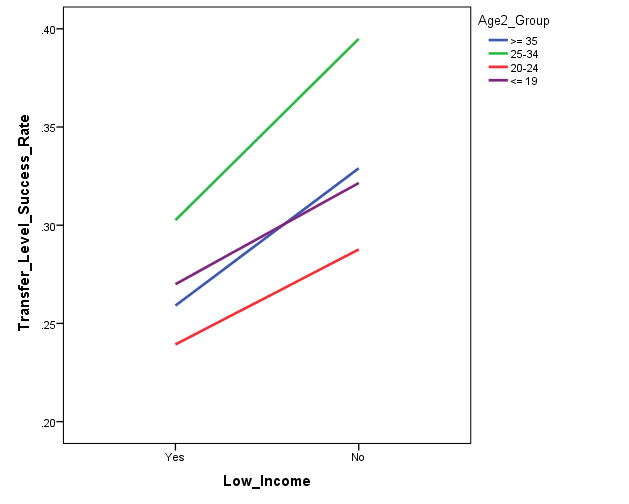 Age2_Group
>= 35
25-34
20-24
<= 19
Transfer_Level_Success_Rate
.40
.35
.30
.25
.20
Yes
No
Low_Income